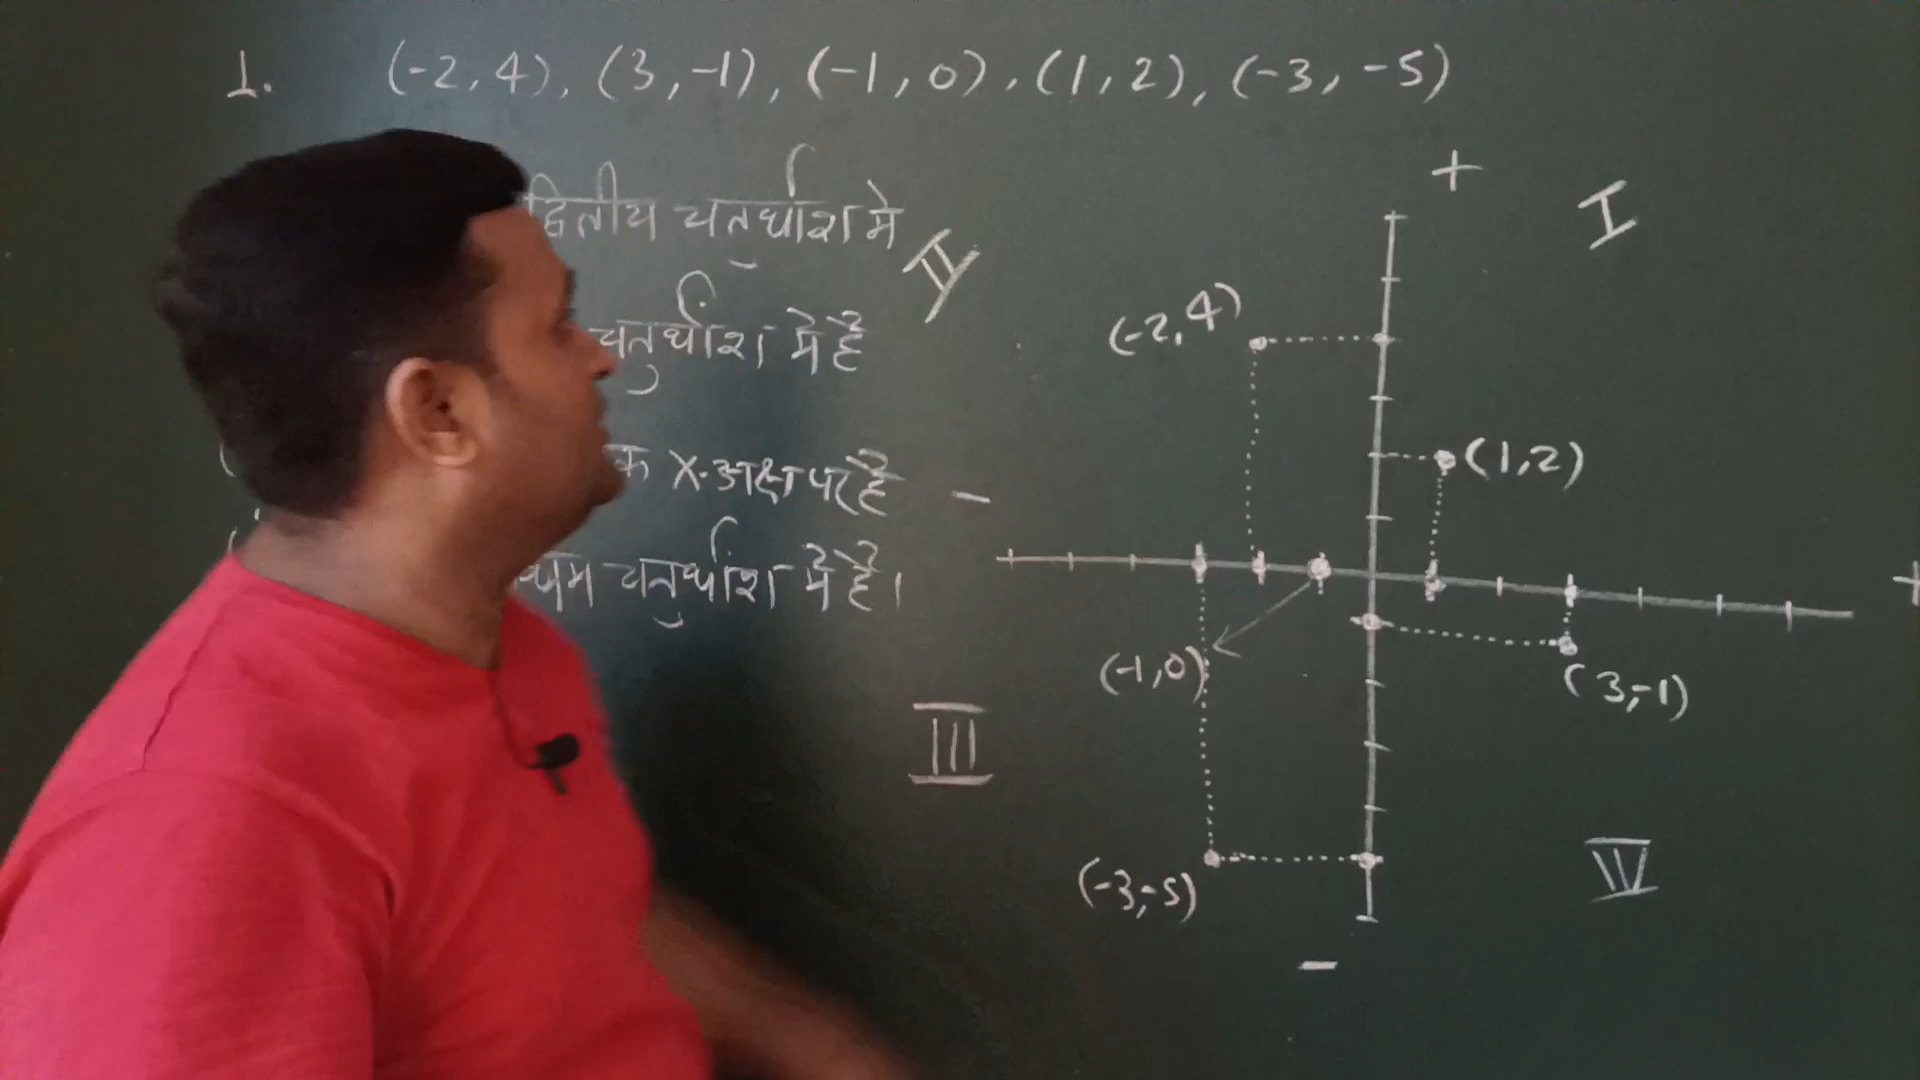 1. (-2, 4), (3, -1), (-1, 0), (1, 2), (-3, -5)
द्वितीय चतुर्थांश में
चतुर्थांश में है
X-अक्ष पर है
चतुर्थांश में है।
+
I
II
(-2, 4)
(1, 2)
-
+
(-1, 0)
(3, -1)
III
(-3, -5)
IV
-